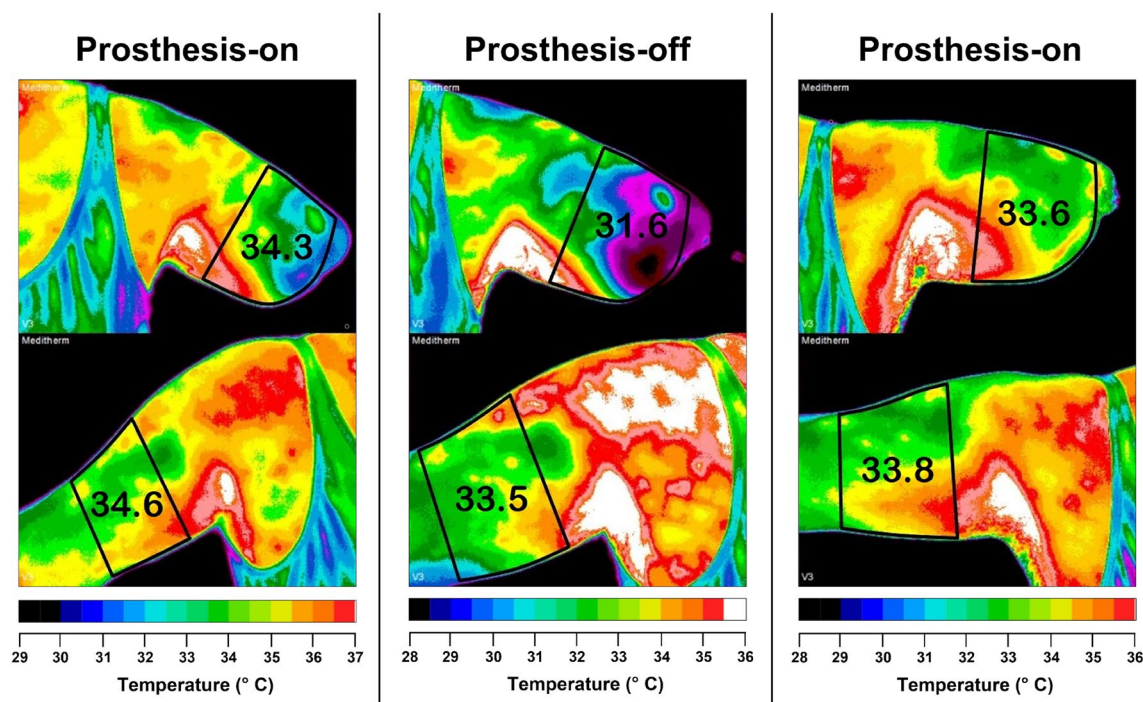 Prosthesis-on
Prosthesis-off
Prosthesis-on
Meditherm
Meditherm
Meditherm
34.3
31.6
33.6
V3
V3
V3
Meditherm
Meditherm
Meditherm
34.6
33.5
33.8
V3
V3
V3
29 30 31 32 33 34 35 36 37
28 29 30 31 32 33 34 35 36
28 29 30 31 32 33 34 35 36
Temperature (° C)
Temperature (° C)
Temperature (° C)